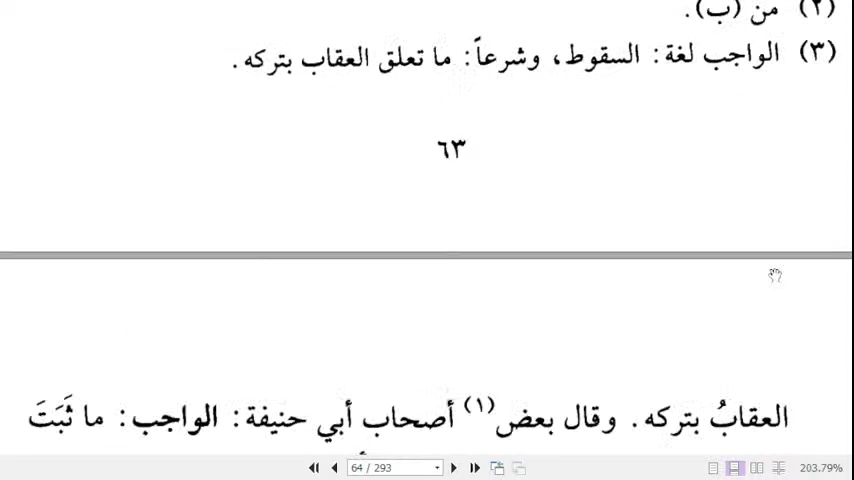 (٢) من (ب).
(٣) الواجب لغة: السقوط، وشرعاً: ما تعلق العقاب بتركه.
٦٣
العقابُ بتركه. وقال بعض(١) أصحاب أبي حنيفة: الواجب: ما ثَبَتَ
64 / 293
203.79%